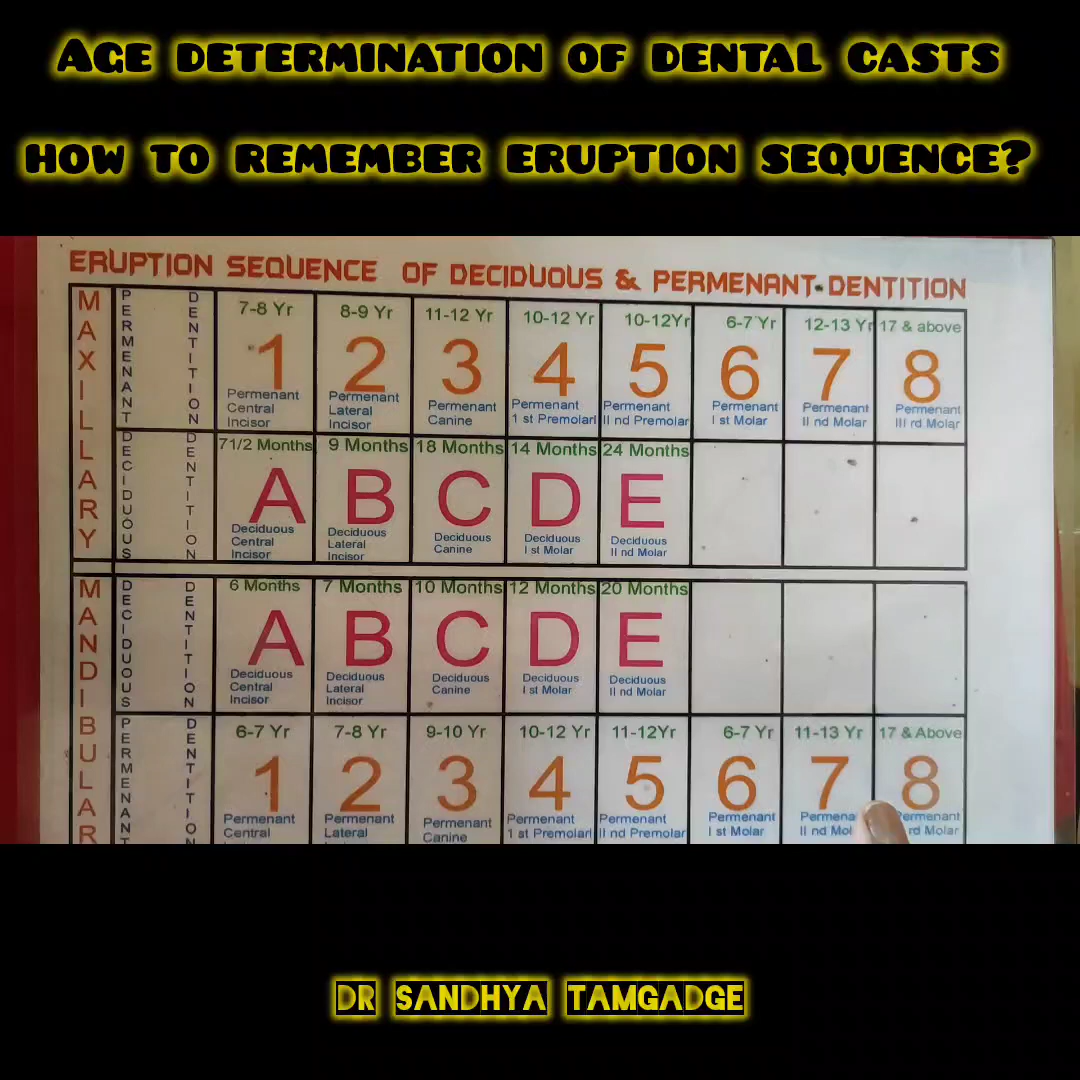 AGE DETERMINATION OF DENTAL CASTS
HOW TO REMEMBER ERUPTION SEQUENCE?
ERUPTION SEQUENCE OF DECIDUOUS & PERMENANT DENTITION
MAXILLARY
PERMENANT DENTITION
7-8 Yr 8-9 Yr 11-12 Yr 10-12 Yr 10-12Yr 6-7 Yr 12-13 Yr 17 & above
1 2 3 4 5 6 7 8
Permenant Central Incisor
Permenant Lateral Incisor
Permenant Canine
Permenant 1 st Premolarl
Permenant II nd Premolar
Permenant I st Molar
Permenant II nd Molar
Permenant III rd Molar
DECIDUOUS DENTITION
71/2 Months 9 Months 18 Months 14 Months 24 Months
A B C D E
Deciduous Central Incisor
Deciduous Lateral Incisor
Deciduous Canine
Deciduous I st Molar
Deciduous II nd Molar
MANDIBULAR
DECIDUOUS DENTITION
6 Months 7 Months 10 Months 12 Months 20 Months
A B C D E
Deciduous Central Incisor
Deciduous Lateral Incisor
Deciduous Canine
Deciduous I st Molar
Deciduous II nd Molar
PERMENANT DENTITION
6-7 Yr 7-8 Yr 9-10 Yr 10-12 Yr 11-12Yr 6-7 Yr 11-13 Yr 17 & Above
1 2 3 4 5 6 7 8
Permenant Central
Permenant Lateral
Permenant Canine
Permenant 1 st Premolarl
Permenant II nd Premolar
Permenant I st Molar
Permena II nd Mol
ermenant rd Molar
DR SANDHYA TAMGADGE